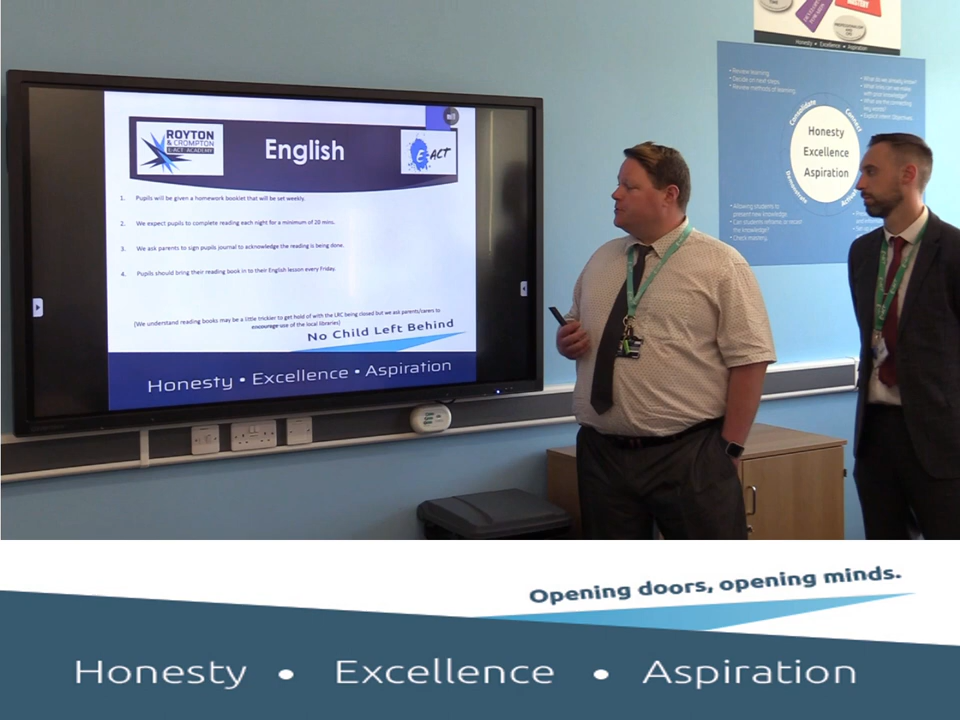 HISTORY
Honesty • Excellence • Aspiration
ROYTON
& CROMPTON
E-ACT ACADEMY
English
E-ACT
1. Pupils will be given a homework booklet that will be set weekly.
2. We expect pupils to complete reading each night for a minimum of 20 mins.
3. We ask parents to sign pupils journal to acknowledge the reading is being done.
4. Pupils should bring their reading book in to their English lesson every Friday.
(We understand reading books may be a little trickier to get hold of with the LRC being closed but we ask parents/carers to
encourage use of the local libraries)
No Child Left Behind
Honesty • Excellence • Aspiration
• Review learning
• Decide on next-steps
• Review methods of learning
• What do we already know?
• What links can we make
with prior knowledge?
• What are the connecting
key words?
• Explicit intent Objectives
Consolidate
Connect
Honesty
Excellence
Aspiration
Demonstrate
• Allowing students to
present new knowledge
• Can students reframe, or recast
the knowledge?
• Check mastery
Opening doors, opening minds.
Honesty • Excellence • Aspiration